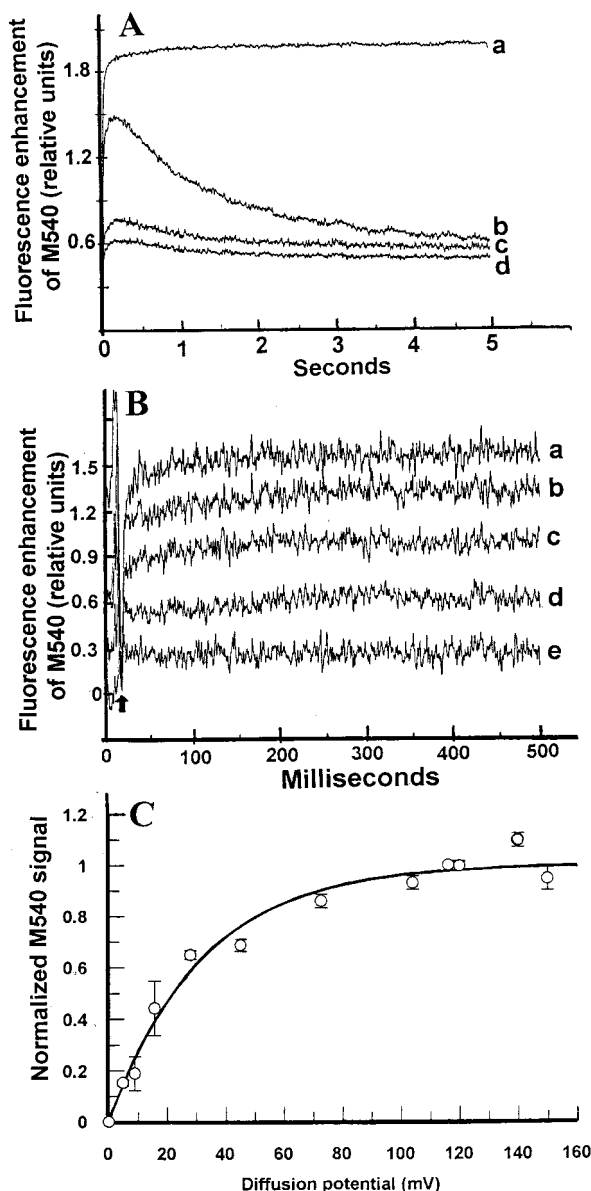 A
Fluorescence enhancement
of M540 (relative units)
1.8
1.2
0.6
a
b
c
d
0 1 2 3 4 5
Seconds
B
Fluorescence enhancement
of M540 (relative units)
1.5
1.2
0.9
0.6
0.3
0
a
b
c
d
e
0 100 200 300 400 500
Milliseconds
C
Normalized M540 signal
1.2
1
0.8
0.6
0.4
0.2
0
0 20 40 60 80 100 120 140 160
Diffusion potential (mV)